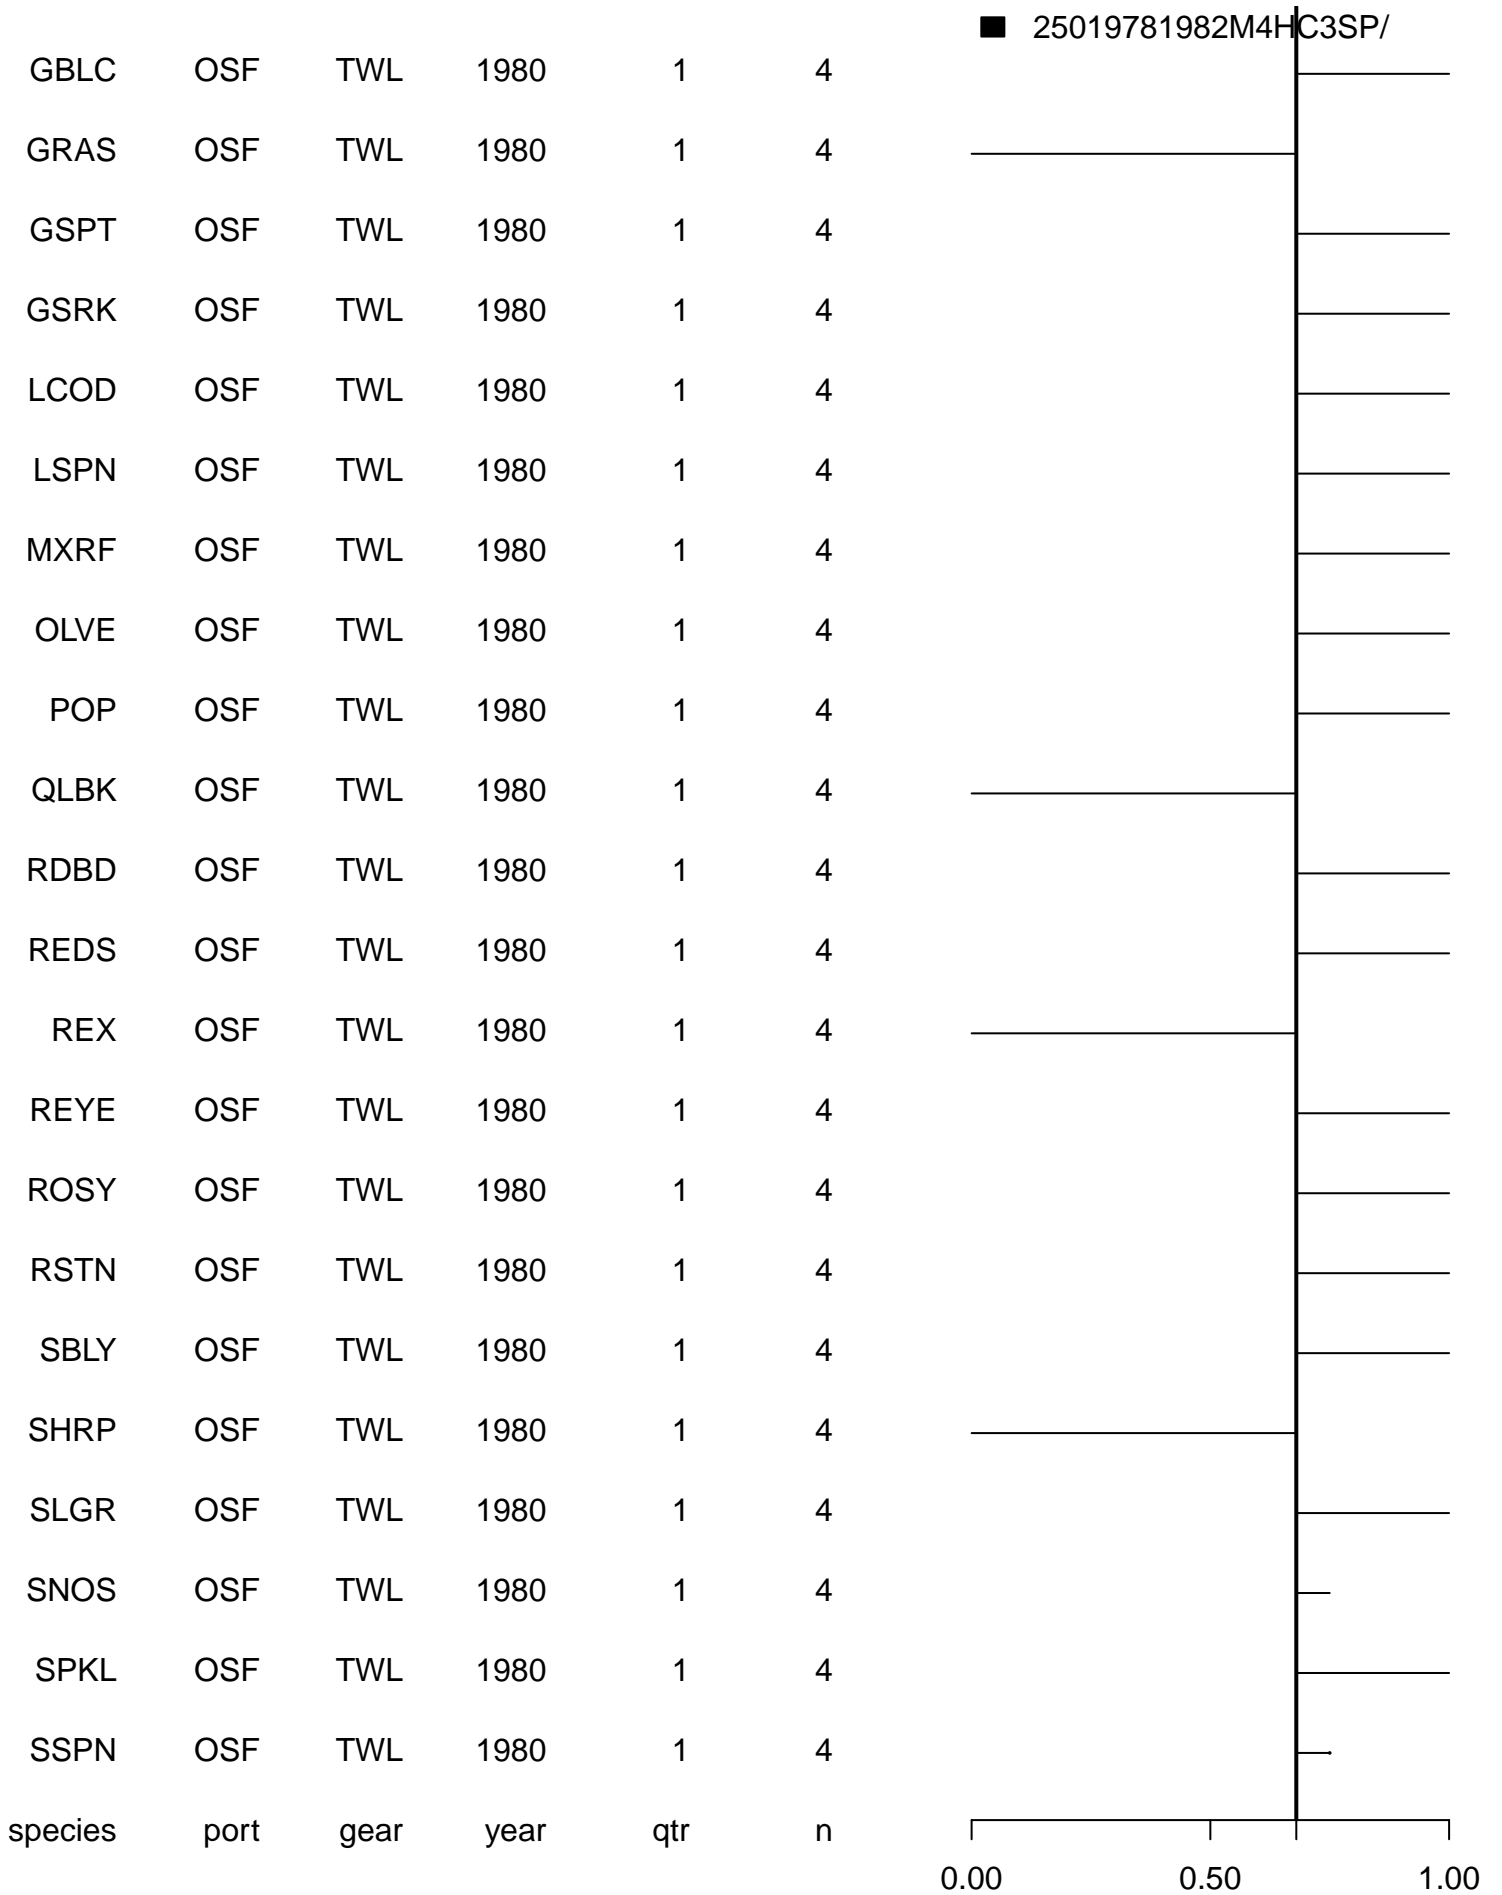 25019781982M4HC3SP/
GBLC OSF TWL 1980 1 4
GRAS OSF TWL 1980 1 4
GSPT OSF TWL 1980 1 4
GSRK OSF TWL 1980 1 4
LCOD OSF TWL 1980 1 4
LSPN OSF TWL 1980 1 4
MXRF OSF TWL 1980 1 4
OLVE OSF TWL 1980 1 4
POP OSF TWL 1980 1 4
QLBK OSF TWL 1980 1 4
RDBD OSF TWL 1980 1 4
REDS OSF TWL 1980 1 4
REX OSF TWL 1980 1 4
REYE OSF TWL 1980 1 4
ROSY OSF TWL 1980 1 4
RSTN OSF TWL 1980 1 4
SBLY OSF TWL 1980 1 4
SHRP OSF TWL 1980 1 4
SLGR OSF TWL 1980 1 4
SNOS OSF TWL 1980 1 4
SPKL OSF TWL 1980 1 4
SSPN OSF TWL 1980 1 4
species port gear year qtr n
0.00 0.50 1.00